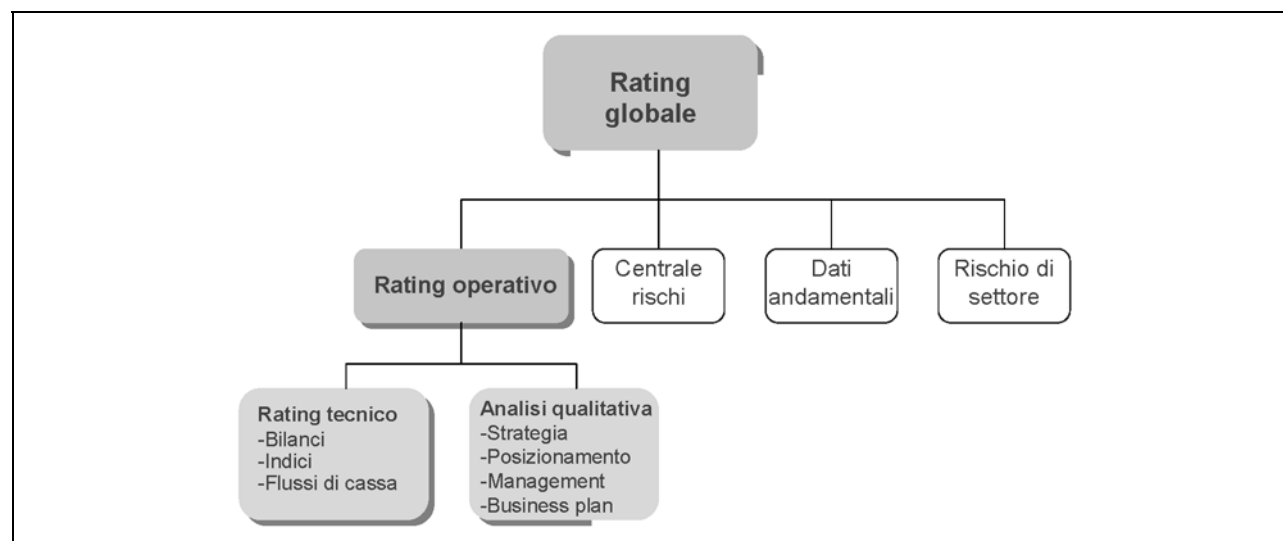 Rating
globale
Rating operativo
Centrale
rischi
Dati
andamentali
Rischio di
settore
Rating tecnico
-Bilanci
-Indici
-Flussi di cassa
Analisi qualitativa
-Strategia
-Posizionamento
-Management
-Business plan